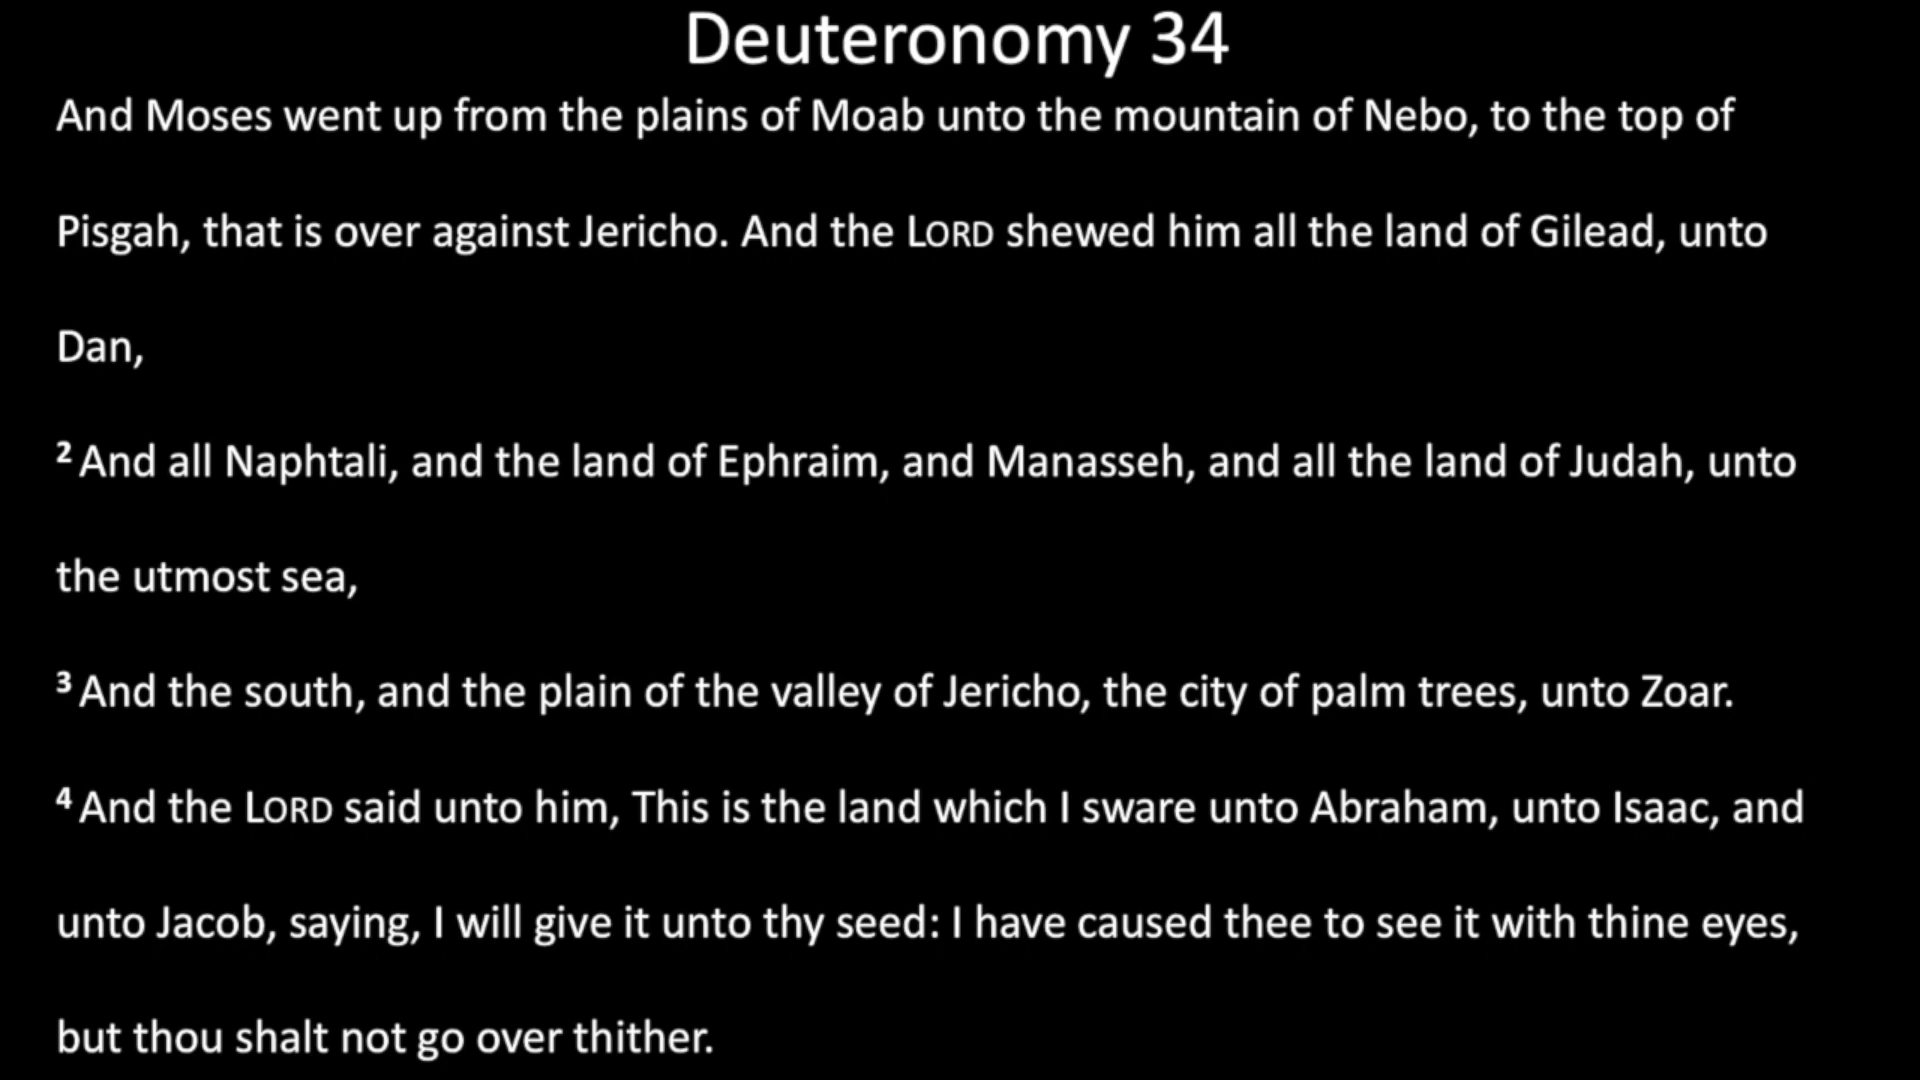 Deuteronomy 34
And Moses went up from the plains of Moab unto the mountain of Nebo, to the top of
Pisgah, that is over against Jericho. And the LORD shewed him all the land of Gilead, unto
Dan,
² And all Naphtali, and the land of Ephraim, and Manasseh, and all the land of Judah, unto
the utmost sea,
³ And the south, and the plain of the valley of Jericho, the city of palm trees, unto Zoar.
⁴ And the LORD said unto him, This is the land which I sware unto Abraham, unto Isaac, and
unto Jacob, saying, I will give it unto thy seed: I have caused thee to see it with thine eyes,
but thou shalt not go over thither.